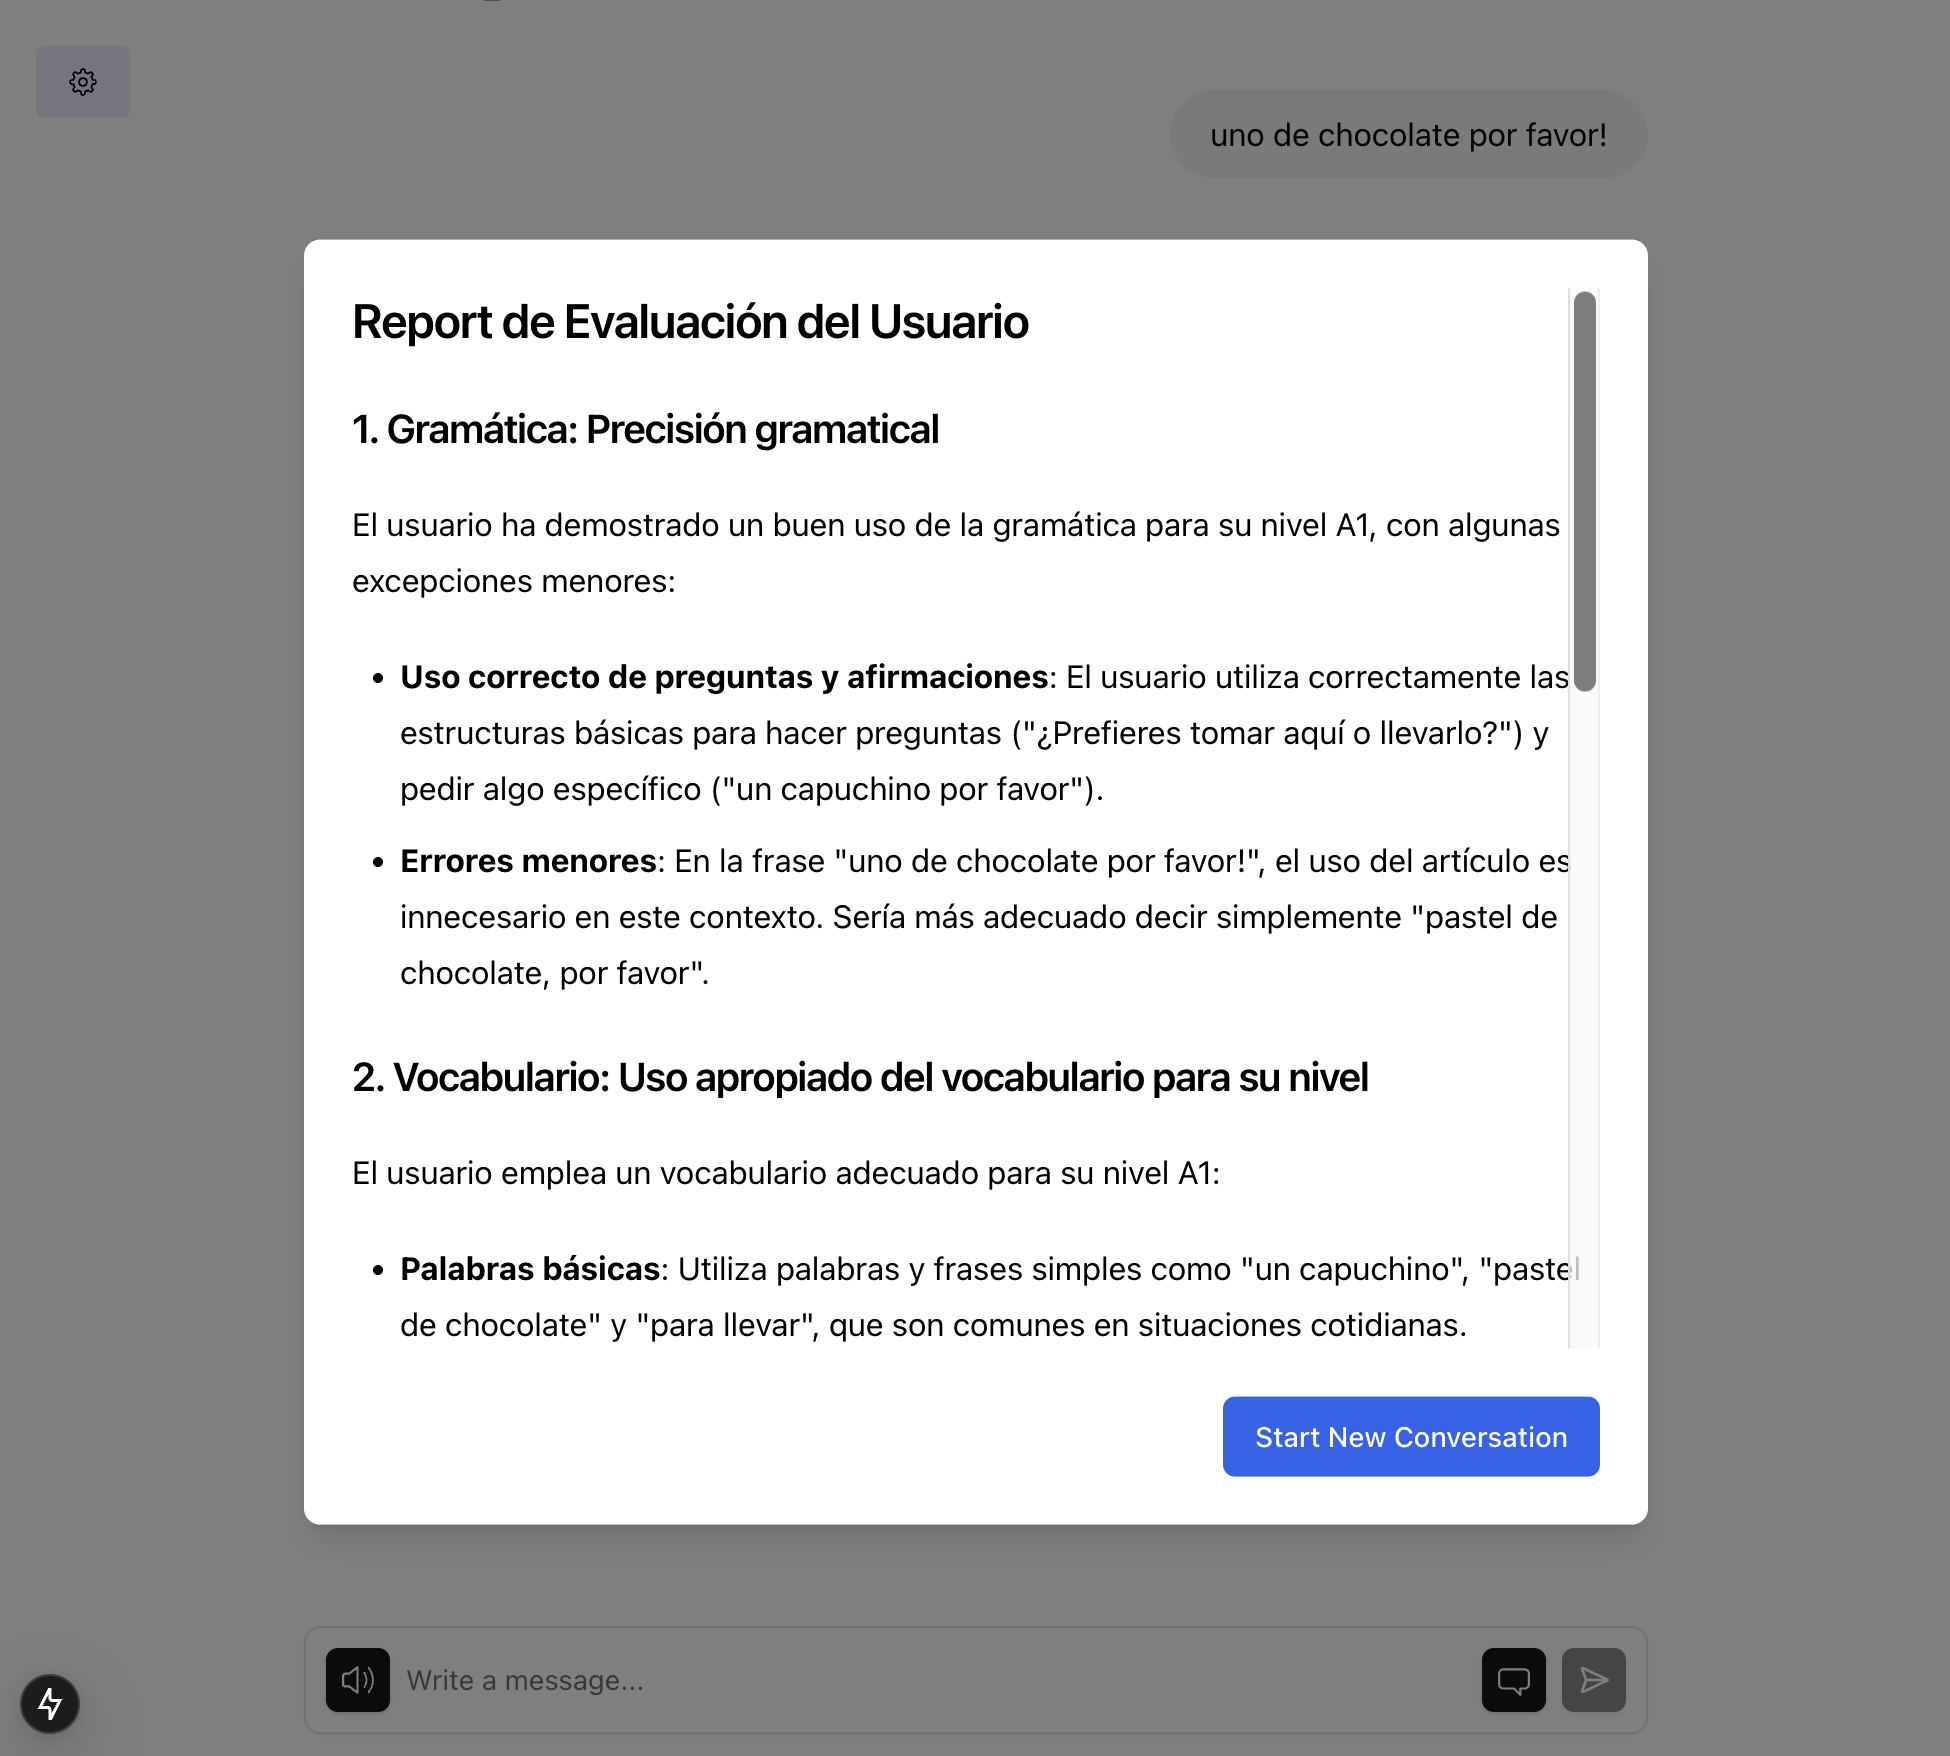 uno de chocolate por favor!
Report de Evaluación del Usuario
1. Gramática: Precisión gramatical
El usuario ha demostrado un buen uso de la gramática para su nivel A1, con algunas
excepciones menores:
• Uso correcto de preguntas y afirmaciones: El usuario utiliza correctamente las
estructuras básicas para hacer preguntas ("¿Prefieres tomar aquí o llevarlo?") y
pedir algo específico ("un capuchino por favor").
• Errores menores: En la frase "uno de chocolate por favor!", el uso del artículo es
innecesario en este contexto. Sería más adecuado decir simplemente "pastel de
chocolate, por favor".
2. Vocabulario: Uso apropiado del vocabulario para su nivel
El usuario emplea un vocabulario adecuado para su nivel A1:
• Palabras básicas: Utiliza palabras y frases simples como "un capuchino", "pastel
de chocolate" y "para llevar", que son comunes en situaciones cotidianas.
Start New Conversation
Write a message...